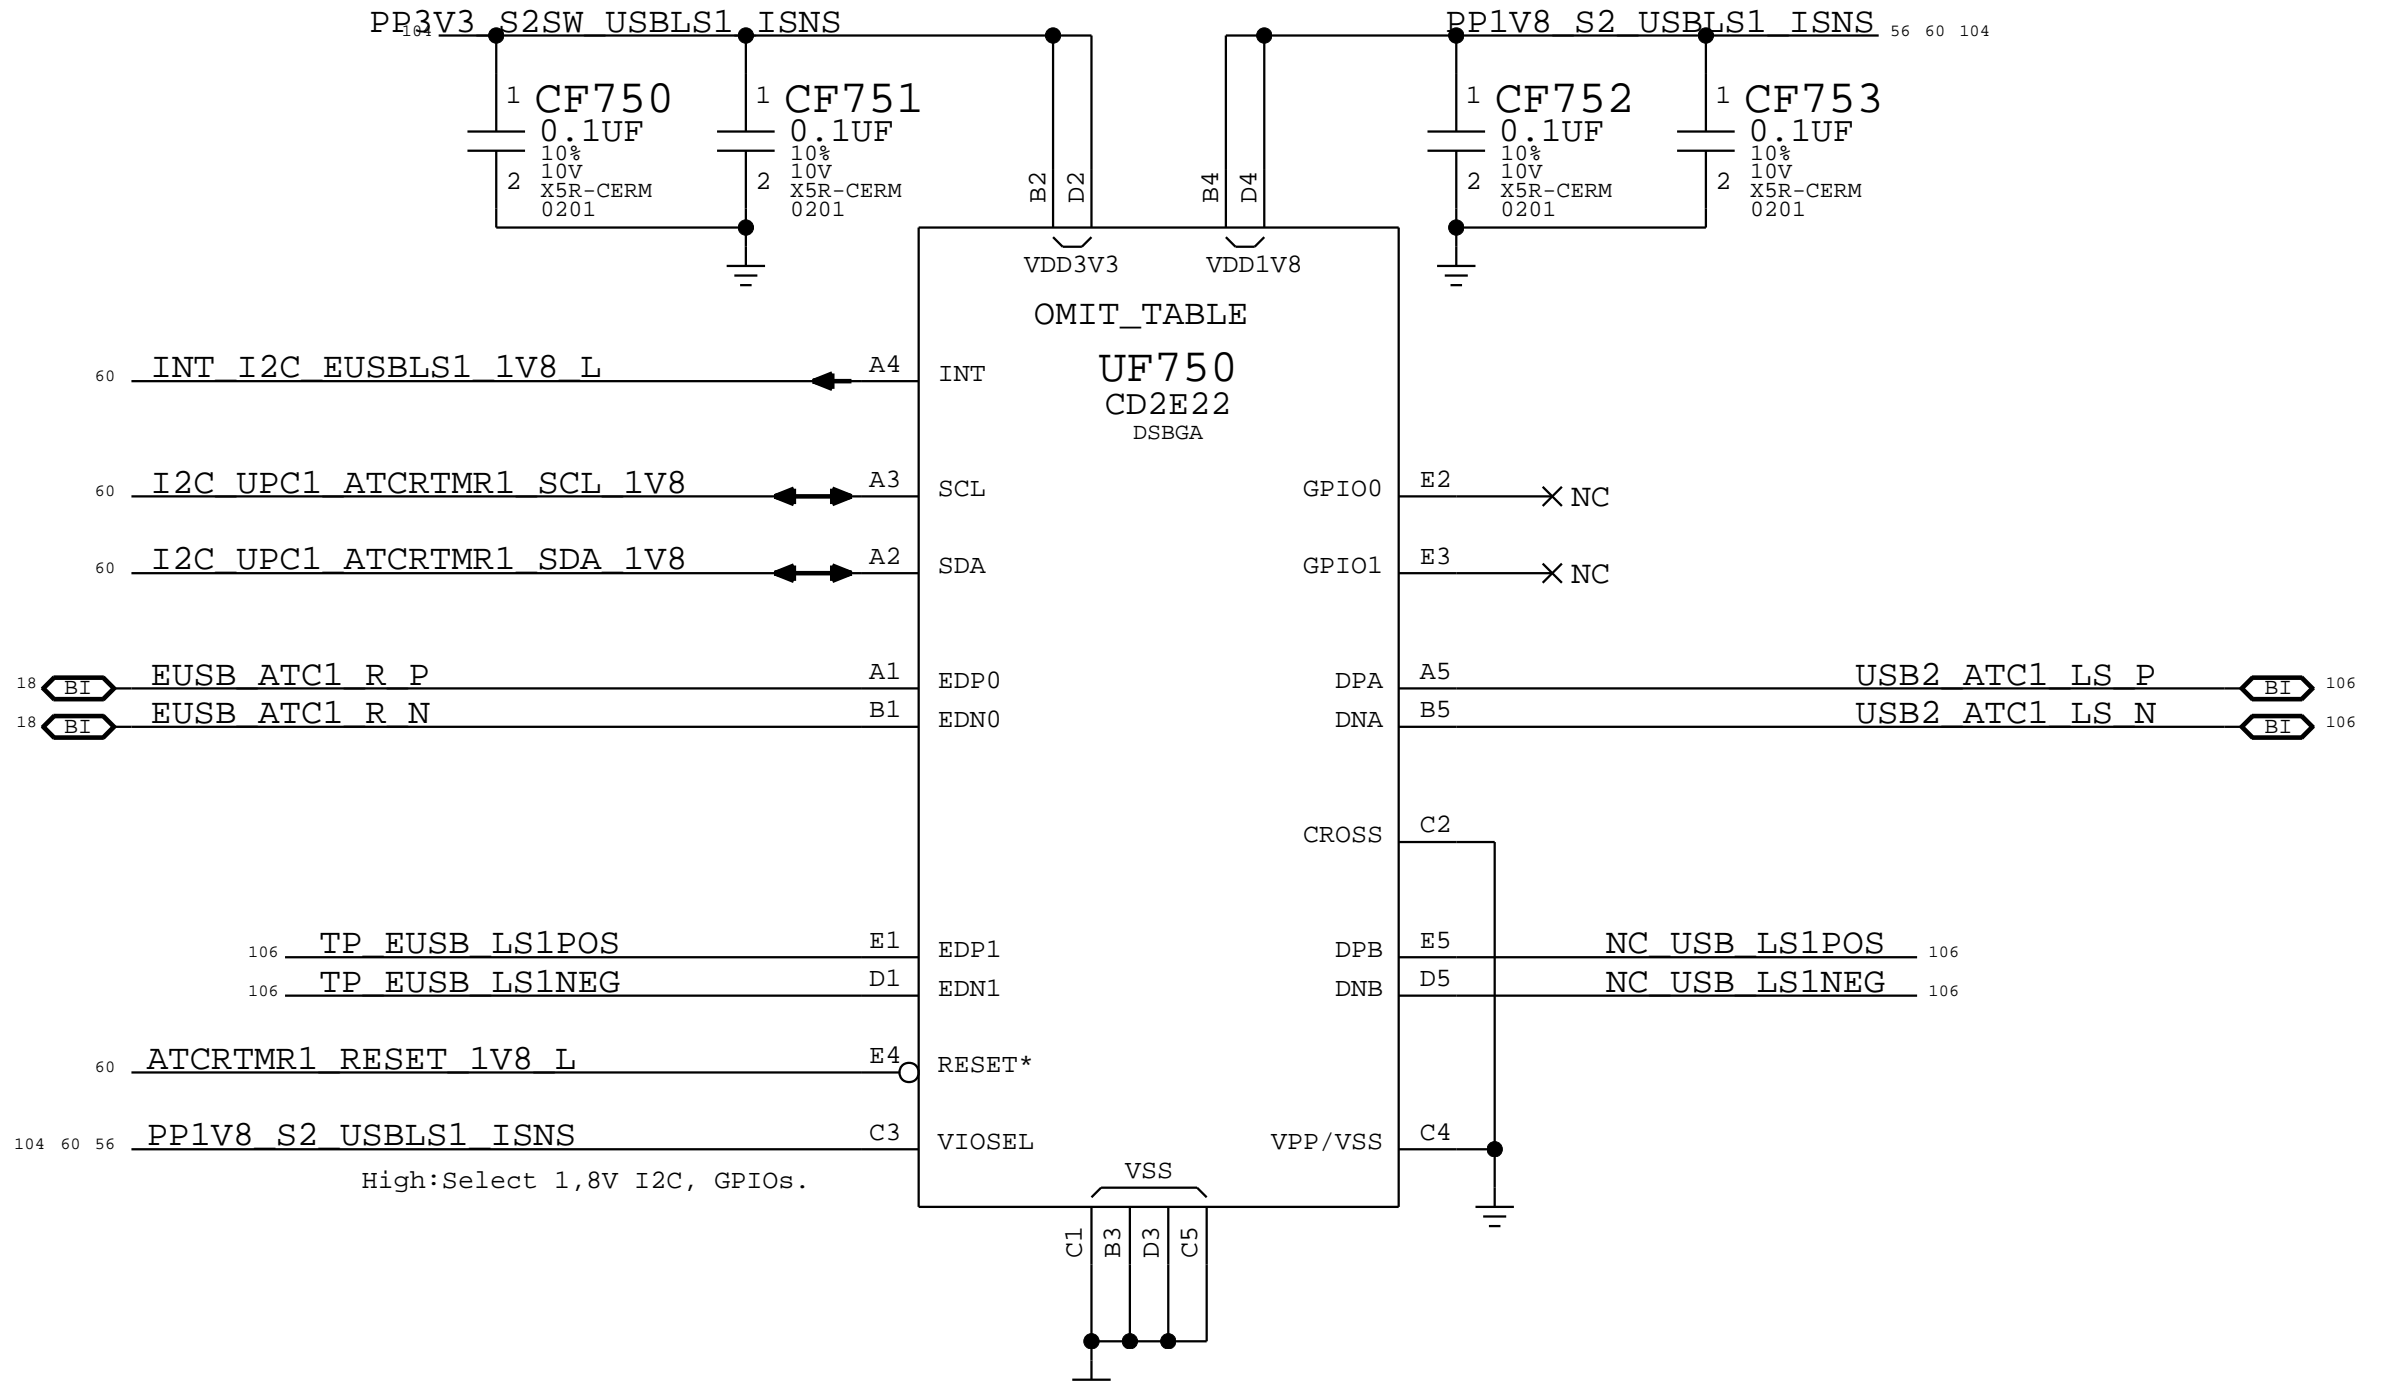 PP3V3_S2SW_USBLS1_ISNS
104
PP1V8_S2_USBLS1_ISNS
56 60 104
1 CF750
0.1UF
10%
10V
2 X5R-CERM
0201
1 CF751
0.1UF
10%
10V
2 X5R-CERM
0201
B2
D2
B4
D4
1 CF752
0.1UF
10%
10V
2 X5R-CERM
0201
1 CF753
0.1UF
10%
10V
2 X5R-CERM
0201
VDD3V3
VDD1V8
OMIT_TABLE
UF750
CD2E22
DSBGA
60 INT_I2C_EUSBLS1_1V8_L A4 INT
60 I2C_UPC1_ATCRTMR1_SCL_1V8 A3 SCL
GPIO0 E2 NC
60 I2C_UPC1_ATCRTMR1_SDA_1V8 A2 SDA
GPIO1 E3 NC
18 BI EUSB_ATC1_R_P A1 EDP0
DPA A5 USB2_ATC1_LS_P BI 106
18 BI EUSB_ATC1_R_N B1 EDN0
DNA B5 USB2_ATC1_LS_N BI 106
CROSS C2
106 TP_EUSB_LS1POS E1 EDP1
DPB E5 NC_USB_LS1POS 106
106 TP_EUSB_LS1NEG D1 EDN1
DNB D5 NC_USB_LS1NEG 106
60 ATCRTMR1_RESET_1V8_L E4 RESET*
104 60 56 PP1V8_S2_USBLS1_ISNS C3 VIOSEL
VPP/VSS C4
High:Select 1,8V I2C, GPIOs.
VSS
C1
B3
D3
C5